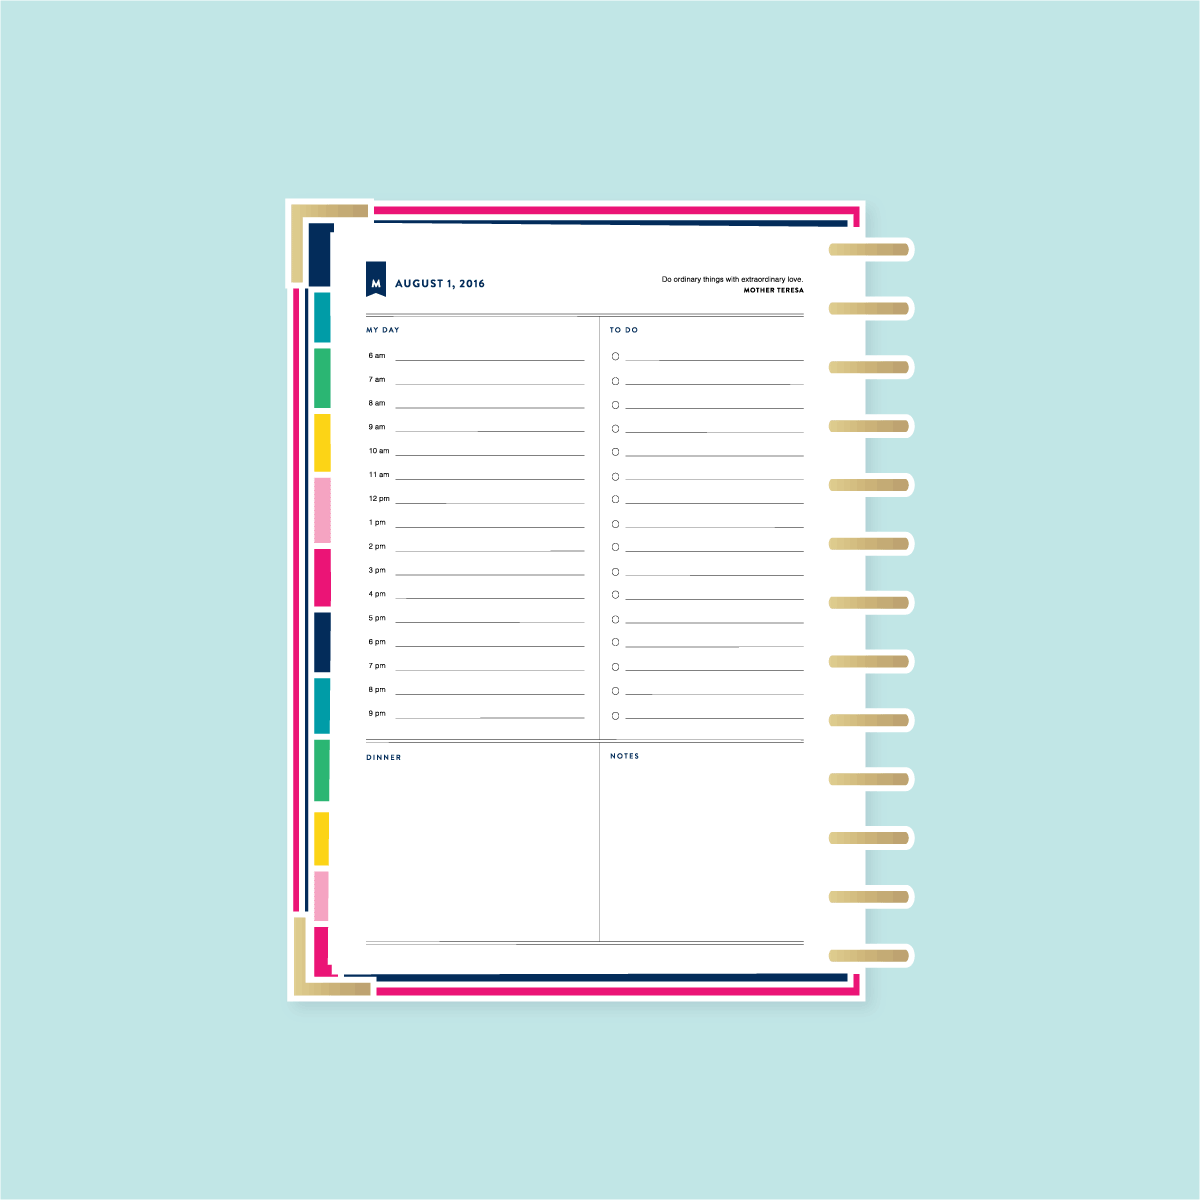 M
AUGUST 1, 2016
Do ordinary things with extraordinary love.
MOTHER TERESA
MY DAY
6 am
7 am
8 am
9 am
10 am
11 am
12 pm
1 pm
2 pm
3 pm
4 pm
5 pm
6 pm
7 pm
8 pm
9 pm
TO DO
DINNER
NOTES